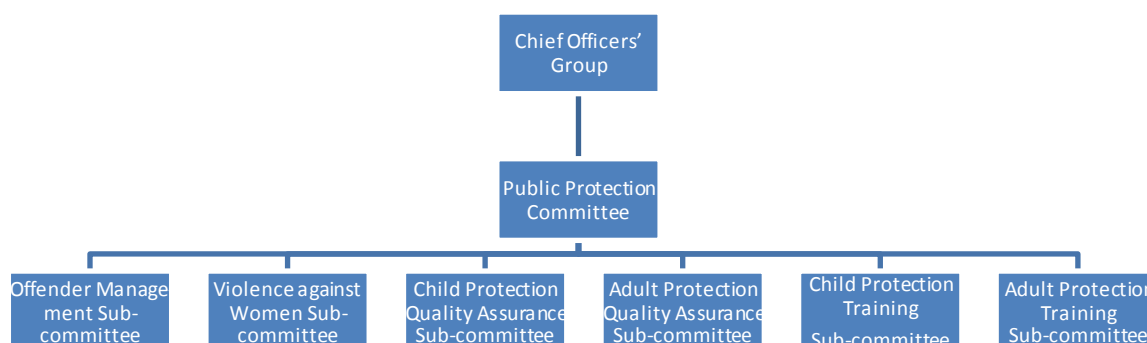 Chief Officers’
Group
Public Protection
Committee
Offender Manage
ment Sub-
committee
Violence against
Women Sub-
committee
Child Protection
Quality Assurance
Sub-committee
Adult Protection
Quality Assurance
Sub-committee
Child Protection
Training
Sub-committee
Adult Protection
Training
Sub-committee